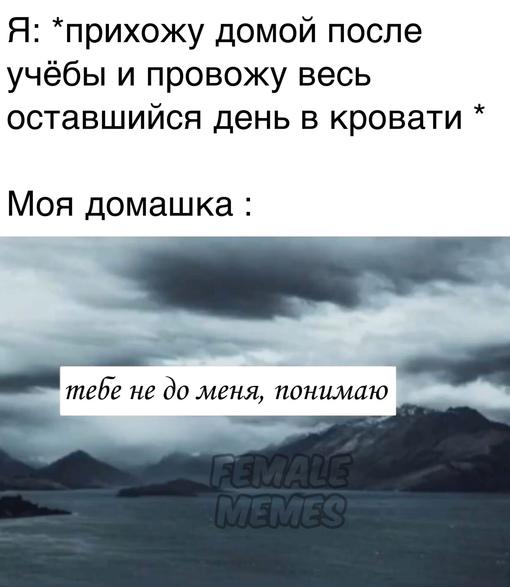 Я: *прихожу домой после
учёбы и провожу весь
оставшийся день в кровати *
Моя домашка :
тебе не до меня, понимаю
FEMALE
MEMES